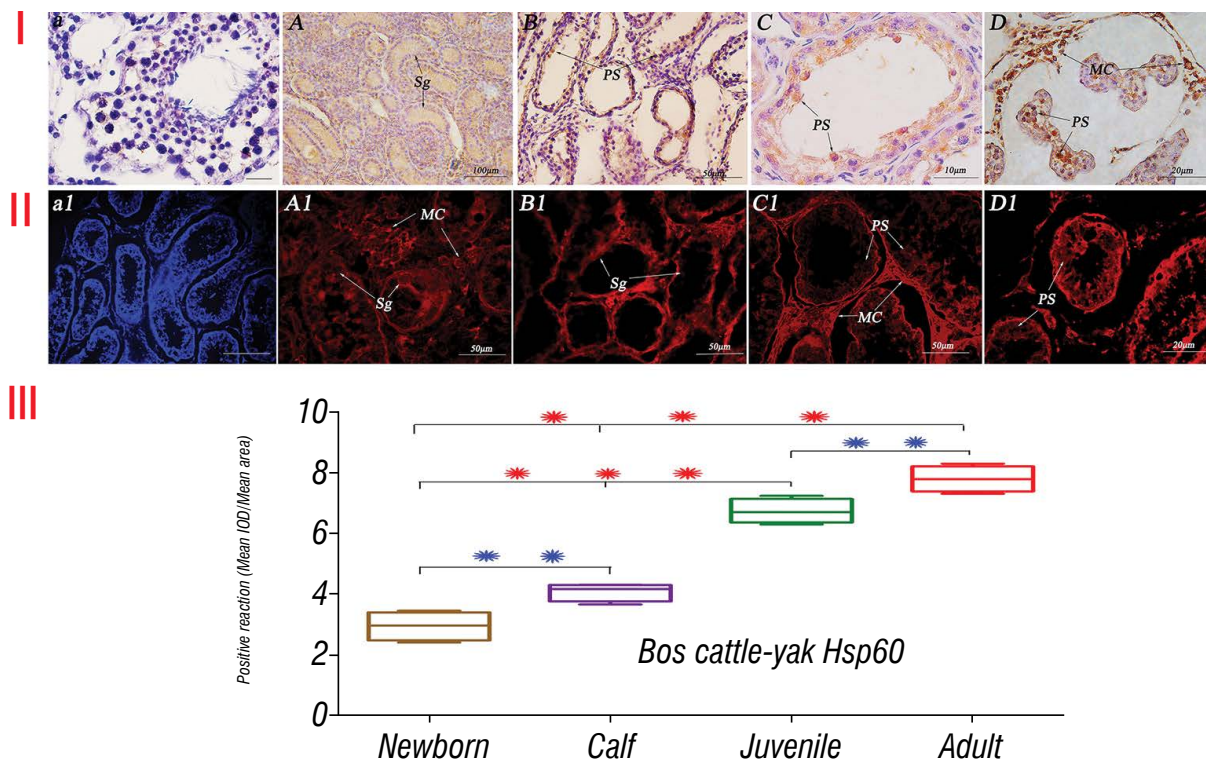 I
a
A
Sg
100μm
B
PS
50μm
C
PS
10μm
D
MC
PS
20μm
II
a1
A1
MC
Sg
50μm
B1
Sg
50μm
C1
PS
MC
50μm
D1
PS
20μm
III
Positive reaction (Mean IOD/Mean area)
10
8
6
4
2
0
Bos cattle-yak Hsp60
Newborn Calf Juvenile Adult